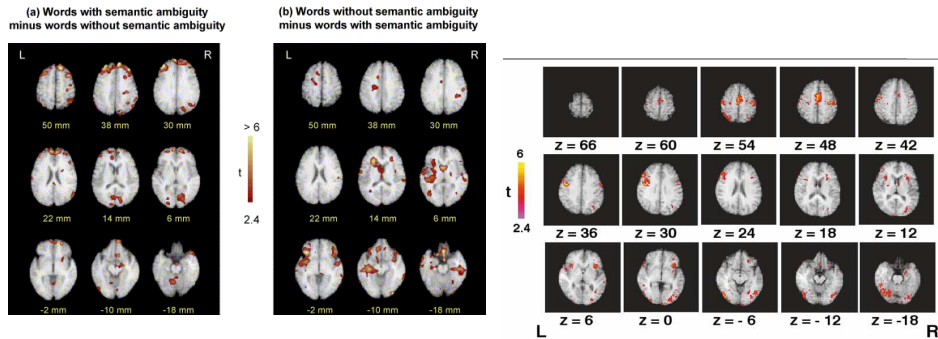 (a) Words with semantic ambiguity
minus words without semantic ambiguity
L R
50 mm 38 mm 30 mm
22 mm 14 mm 6 mm
-2 mm -10 mm -18 mm
> 6
t
2.4
(b) Words without semantic ambiguity
minus words with semantic ambiguity
L R
50 mm 38 mm 30 mm
22 mm 14 mm 6 mm
-2 mm -10 mm -18 mm
6
t
2.4
z = 66 z = 60 z = 54 z = 48 z = 42
z = 36 z = 30 z = 24 z = 18 z = 12
z = 6 z = 0 z = - 6 z = - 12 z = -18
L R